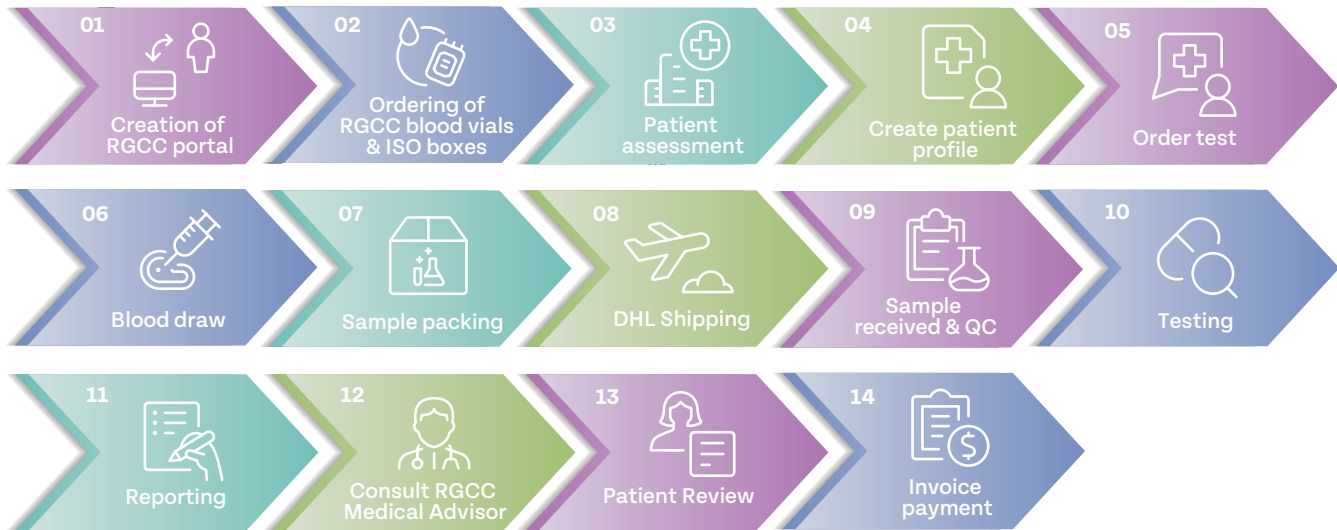 01
Creation of
RGCC portal
02
Ordering of
RGCC blood vials
& ISO boxes
03
Patient
assessment
04
Create patient
profile
05
Order test
06
Blood draw
07
Sample packing
08
DHL Shipping
09
Sample
received & QC
10
Testing
11
Reporting
12
Consult RGCC
Medical Advisor
13
Patient Review
14
Invoice
payment
$